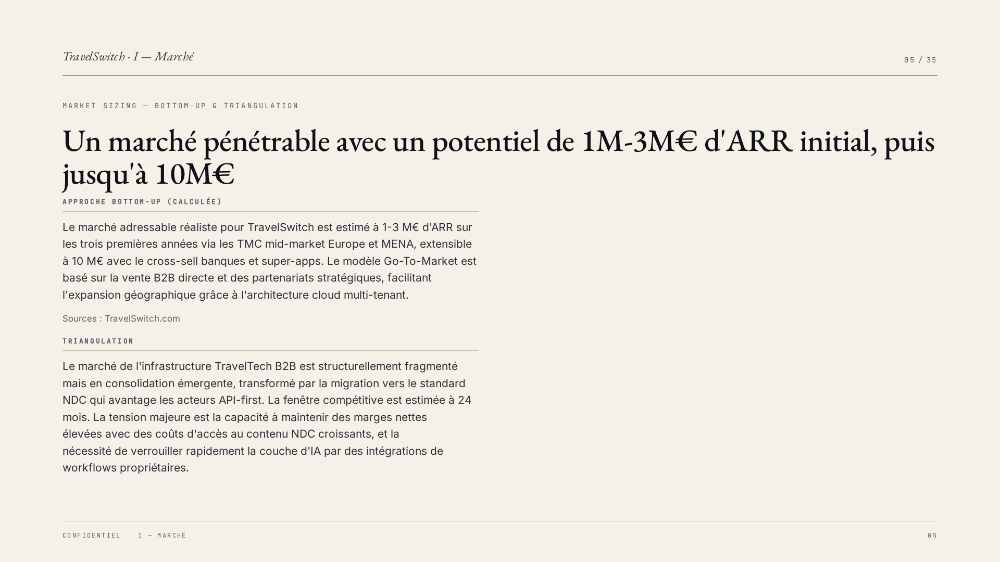 TravelSwitch · I — Marché
05 / 35
MARKET SIZING — BOTTOM-UP & TRIANGULATION
Un marché pénétrable avec un potentiel de 1M-3M€ d'ARR initial, puis
jusqu'à 10M€
APPROCHE BOTTOM-UP (CALCULÉE)
Le marché adressable réaliste pour TravelSwitch est estimé à 1-3 M€ d'ARR sur
les trois premières années via les TMC mid-market Europe et MENA, extensible
à 10 M€ avec le cross-sell banques et super-apps. Le modèle Go-To-Market est
basé sur la vente B2B directe et des partenariats stratégiques, facilitant
l'expansion géographique grâce à l'architecture cloud multi-tenant.
Sources : TravelSwitch.com
TRIANGULATION
Le marché de l'infrastructure TravelTech B2B est structurellement fragmenté
mais en consolidation émergente, transformé par la migration vers le standard
NDC qui avantage les acteurs API-first. La fenêtre compétitive est estimée à 24
mois. La tension majeure est la capacité à maintenir des marges nettes
élevées avec des coûts d'accès au contenu NDC croissants, et la
nécessité de verrouiller rapidement la couche d'IA par des intégrations de
workflows propriétaires.
CONFIDENTIEL I — MARCHÉ
05